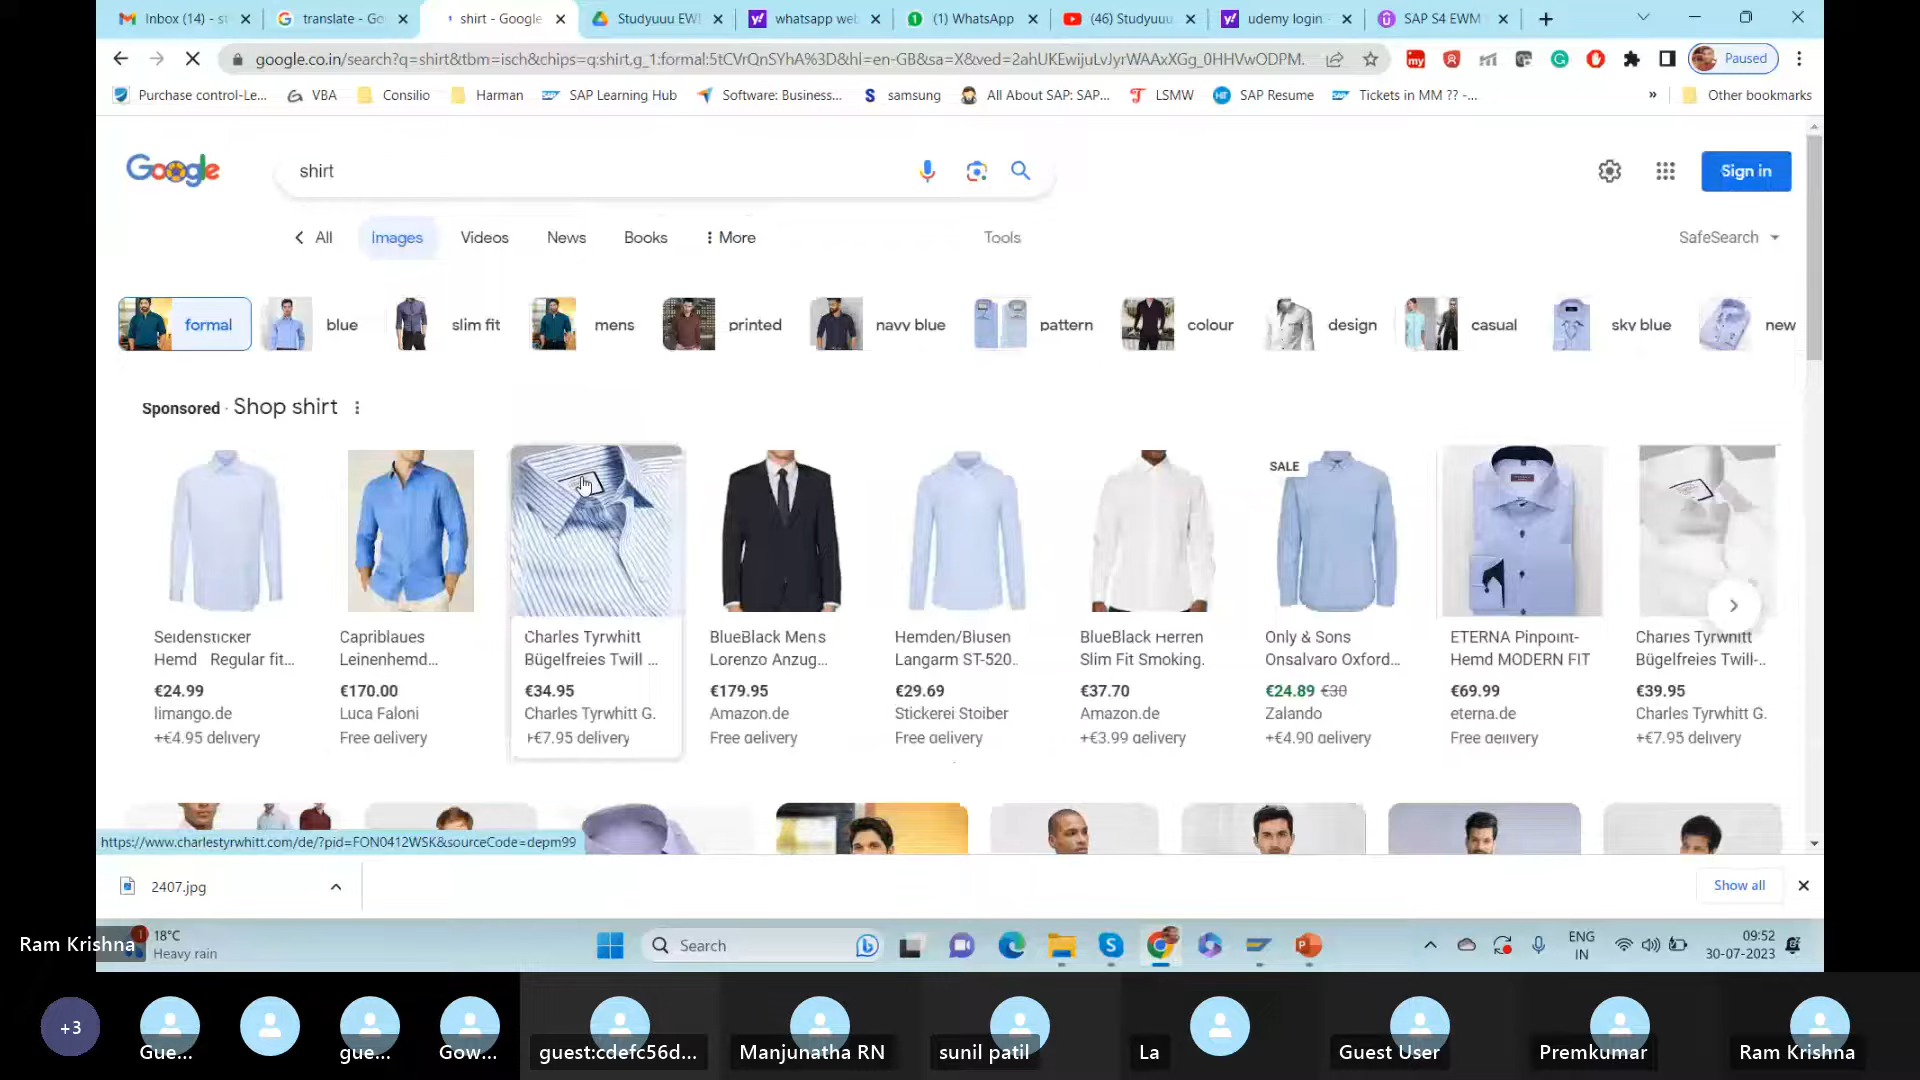 Inbox (14) - st
translate - Go
shirt - Google
Studyuuu EW
whatsapp web
(1) WhatsApp
(46) Studyuuu
udemy login -
SAP S4 EWM
google.co.in/search?q=shirt&tbm=isch&chips=q:shirt,g_1:formal:5tCVrQnSYhA%3D&hl=en-GB&sa=X&ved=2ahUKEwijuLvJyrWAAxXGg_0HHVwODPM...
Paused
Purchase control-Le...
VBA
Consilio
Harman
SAP Learning Hub
Software: Business...
samsung
All About SAP: SAP...
LSMW
SAP Resume
Tickets in MM ?? -...
»
Other bookmarks
Google
shirt
Sign in
All
Images
Videos
News
Books
More
Tools
SafeSearch
formal
blue
slim fit
mens
printed
navy blue
pattern
colour
design
casual
sky blue
new
Sponsored · Shop shirt
SALE
Seidensticker
Hemd Regular fit...
€24.99
limango.de
+€4.95 delivery
Capriblaues
Leinenhemd...
€170.00
Luca Faloni
Free delivery
Charles Tyrwhitt
Bügelfreies Twill ...
€34.95
Charles Tyrwhitt G.
+€7.95 delivery
BlueBlack Men's
Lorenzo Anzug...
€179.95
Amazon.de
Free delivery
Hemden/Blusen
Langarm ST-520..
€29.69
Stickerei Stoiber
Free delivery
BlueBlack Herren
Slim Fit Smoking.
€37.70
Amazon.de
+€3.99 delivery
Only & Sons
Onsalvaro Oxford...
€24.89 €30
Zalando
+€4.90 delivery
ETERNA Pinpoint-
Hemd MODERN FIT
€69.99
eterna.de
Free delivery
Charles Tyrwhitt
Bügelfreies Twill-..
€39.95
Charles Tyrwhitt G.
+€7.95 delivery
https://www.charlestyrwhitt.com/de/?pid=FON0412WSK&sourceCode=depm99
2407.jpg
Show all
1
18°C
Heavy rain
Search
ENG
IN
09:52
30-07-2023
Ram Krishna
+3
Gue...
gue...
Gow...
guest:cdefc56d...
Manjunatha RN
sunil patil
La
Guest User
Premkumar
Ram Krishna